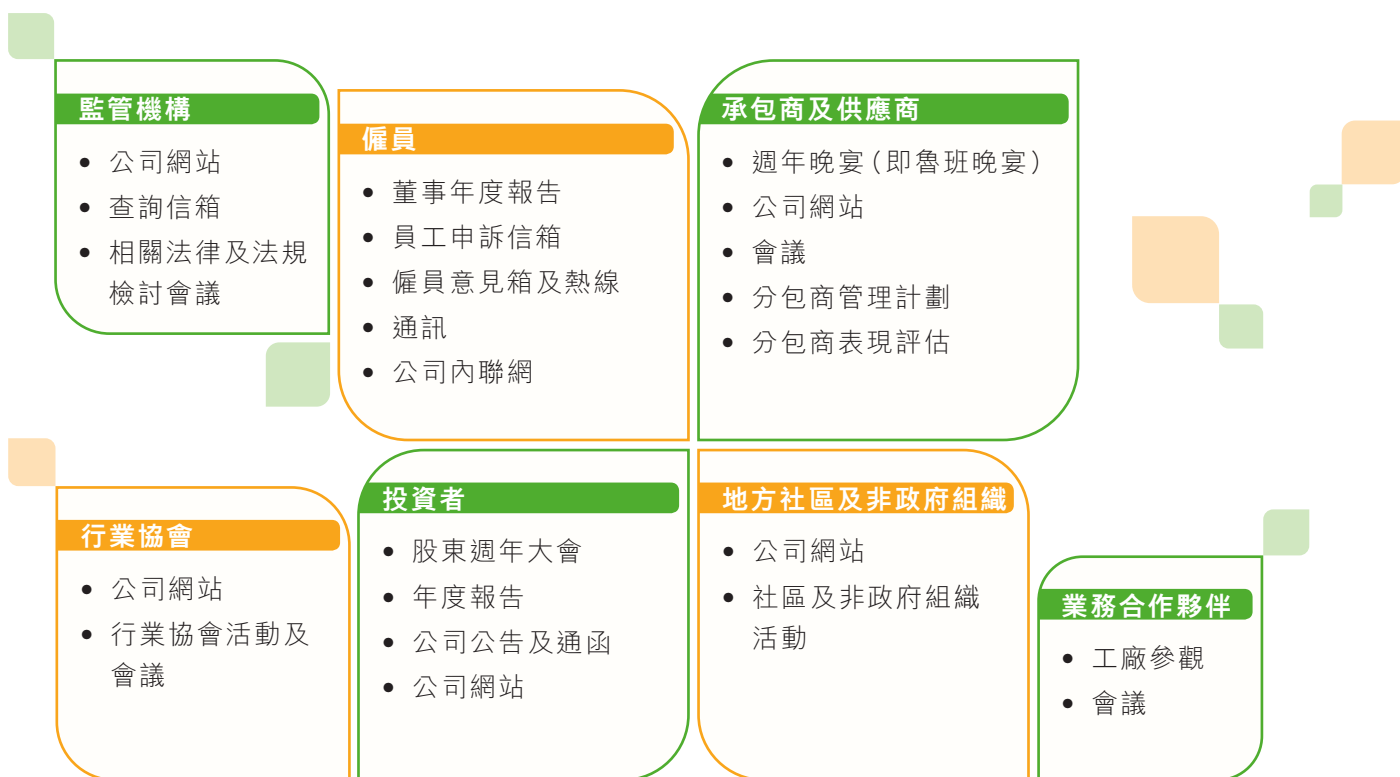 監管機構
• 公司網站
• 查詢信箱
• 相關法律及法規
檢討會議
僱員
• 董事年度報告
• 員工申訴信箱
• 僱員意見箱及熱線
• 通訊
• 公司內聯網
承包商及供應商
• 週年晚宴(即魯班晚宴)
• 公司網站
• 會議
• 分包商管理計劃
• 分包商表現評估
行業協會
• 公司網站
• 行業協會活動及
會議
投資者
• 股東週年大會
• 年度報告
• 公司公告及通函
• 公司網站
地方社區及非政府組織
• 公司網站
• 社區及非政府組織
活動
業務合作夥伴
• 工廠參觀
• 會議